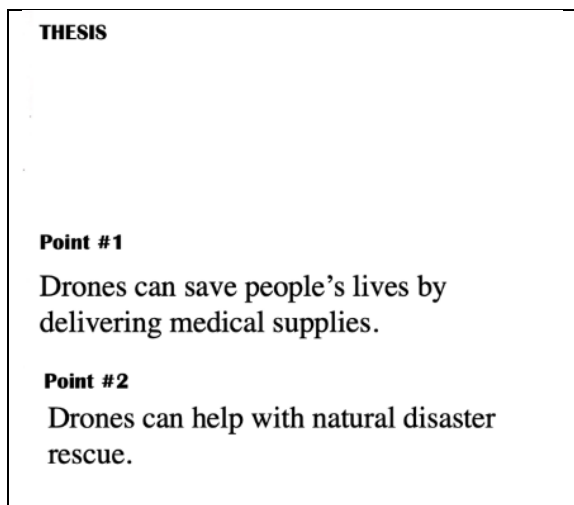 THESIS
Point #1
Drones can save people’s lives by
delivering medical supplies.
Point #2
Drones can help with natural disaster
rescue.